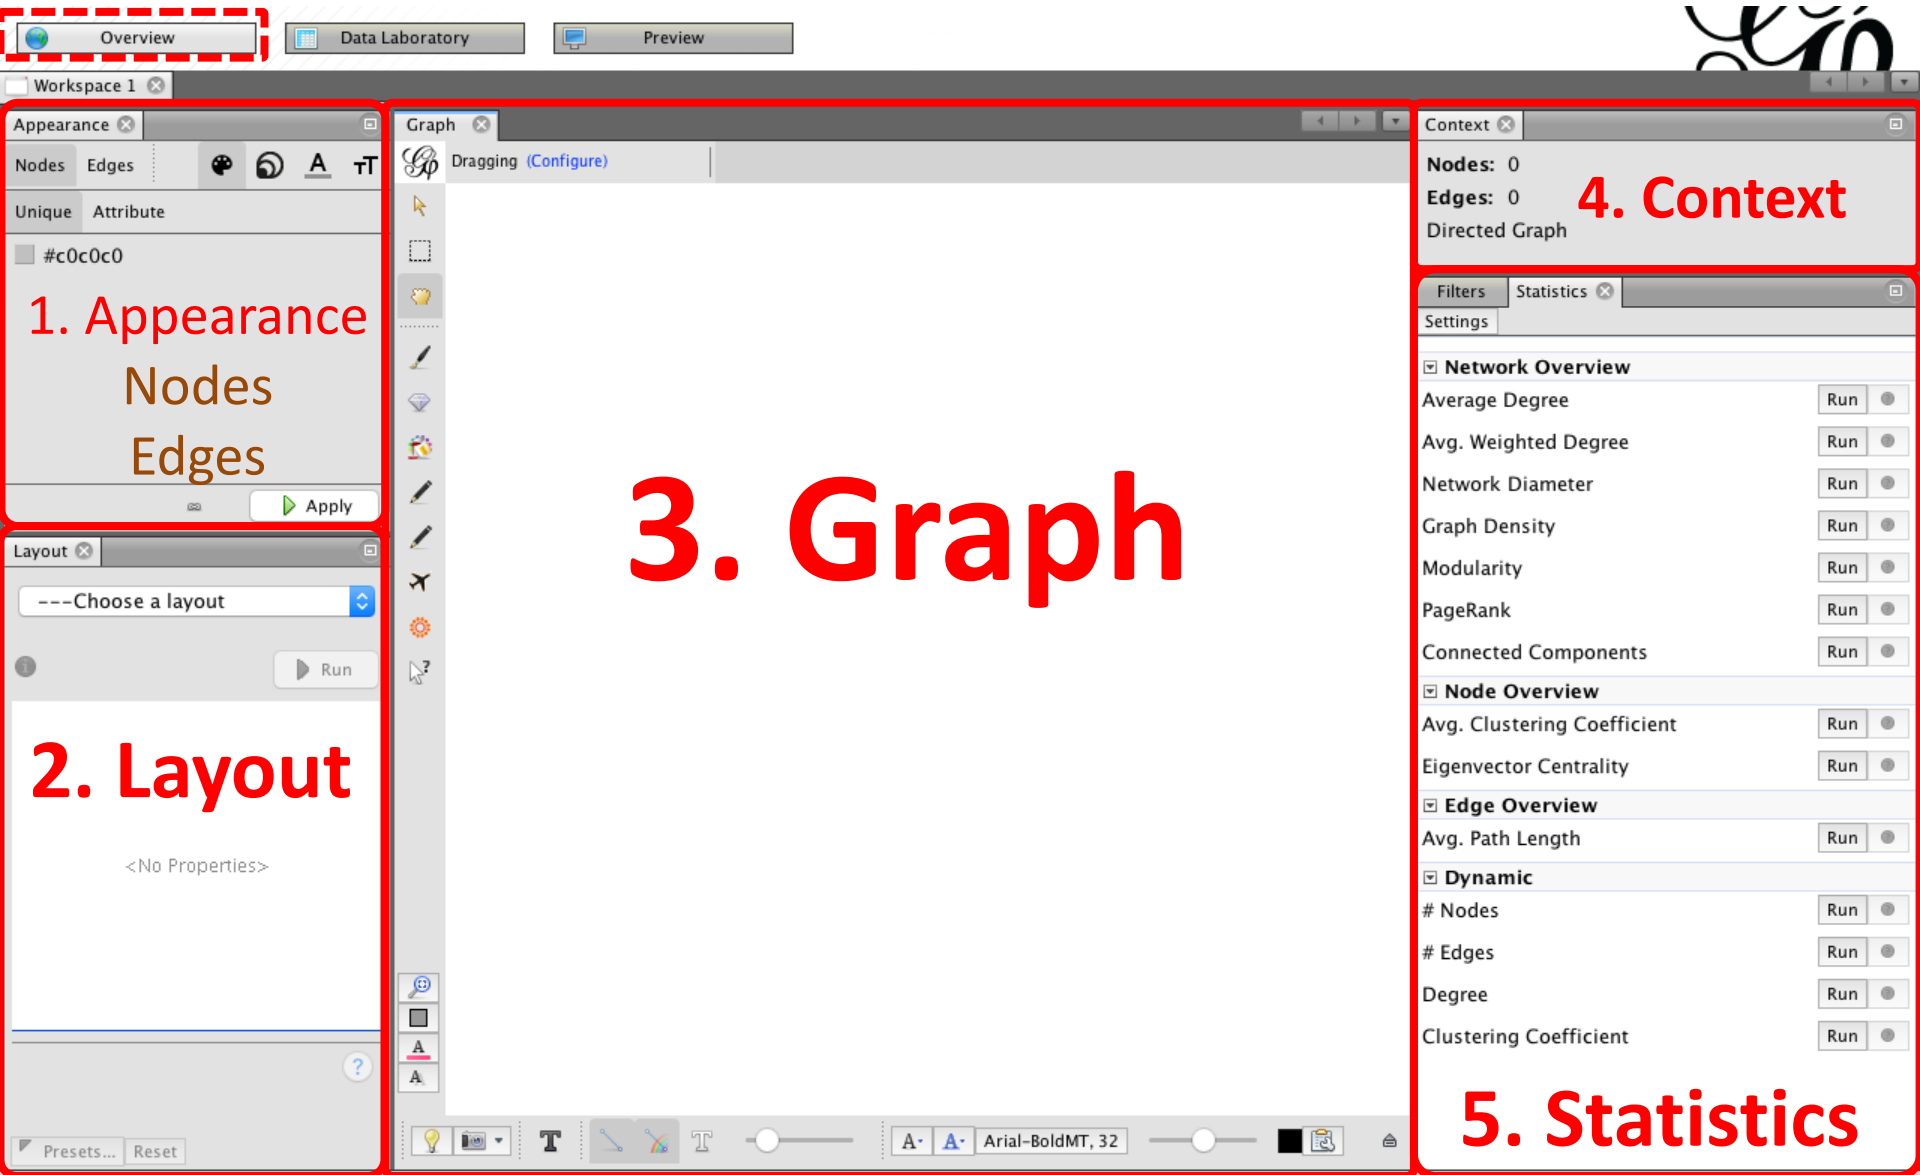 Overview
Data Laboratory
Preview
Workspace 1
Appearance
Nodes Edges
A TT
Unique Attribute
#c0c0c0
1. Appearance
Nodes
Edges
Apply
Layout
---Choose a layout
Run
2. Layout
<No Properties>
?
Presets... Reset
Graph
Dragging (Configure)
3. Graph
?
A
A
T
T
A- A- Arial-BoldMT, 32
Context
Nodes: 0
Edges: 0
Directed Graph
4. Context
Filters Statistics
Settings
Network Overview
Average Degree Run
Avg. Weighted Degree Run
Network Diameter Run
Graph Density Run
Modularity Run
PageRank Run
Connected Components Run
Node Overview
Avg. Clustering Coefficient Run
Eigenvector Centrality Run
Edge Overview
Avg. Path Length Run
Dynamic
# Nodes Run
# Edges Run
Degree Run
Clustering Coefficient Run
5. Statistics